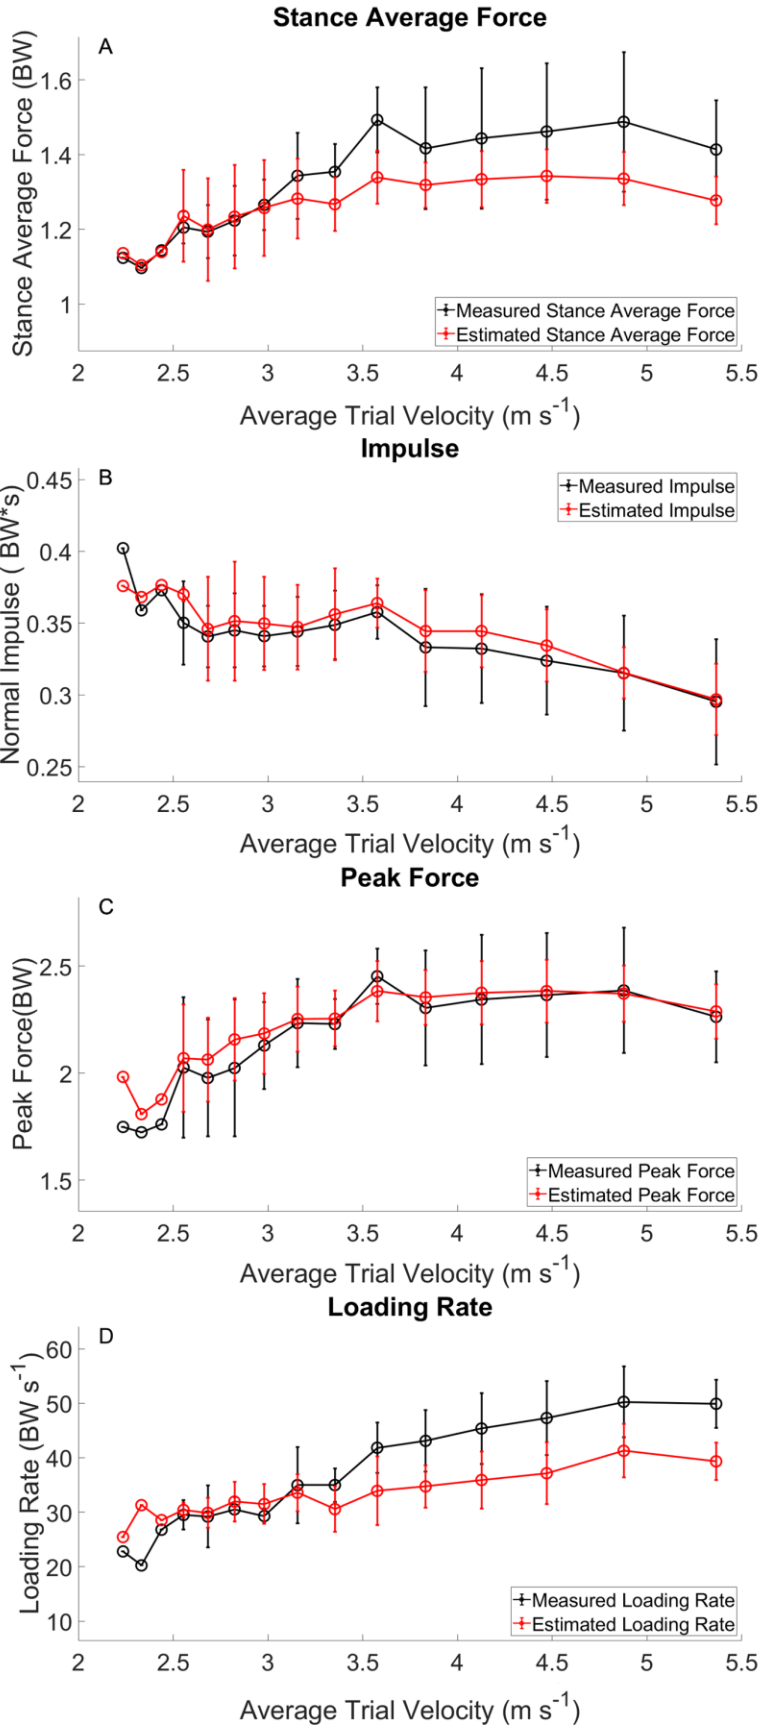 Stance Average Force
A
Stance Average Force (BW)
1.6
1.4
1.2
1
Measured Stance Average Force
Estimated Stance Average Force
2 2.5 3 3.5 4 4.5 5 5.5
Average Trial Velocity (m s-1)
Impulse
B
Normal Impulse ( BW*s)
0.45
0.4
0.35
0.3
0.25
Measured Impulse
Estimated Impulse
2 2.5 3 3.5 4 4.5 5 5.5
Average Trial Velocity (m s-1)
Peak Force
C
Peak Force(BW)
2.5
2
1.5
Measured Peak Force
Estimated Peak Force
2 2.5 3 3.5 4 4.5 5 5.5
Average Trial Velocity (m s-1)
Loading Rate
D
Loading Rate (BW s-1)
60
50
40
30
20
10
Measured Loading Rate
Estimated Loading Rate
2 2.5 3 3.5 4 4.5 5 5.5
Average Trial Velocity (m s-1)